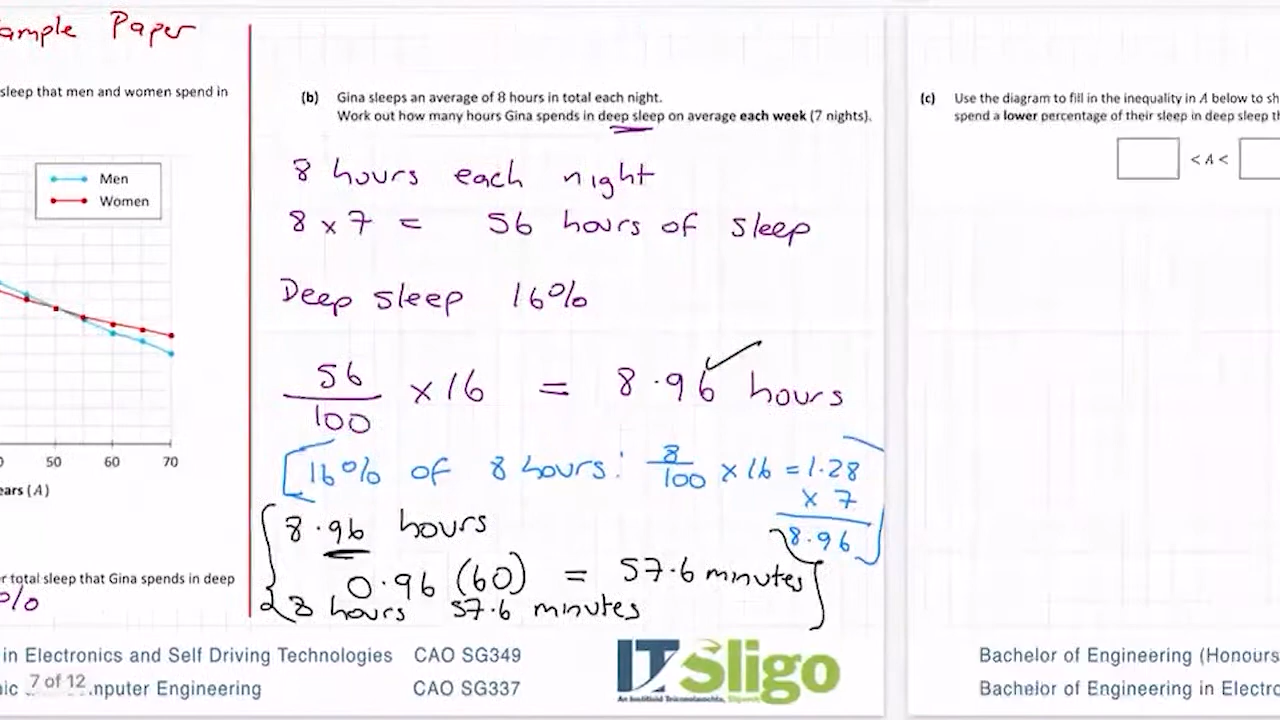 ample Paper
sleep that men and women spend in
Men
Women
50 60 70
ears (A)
r total sleep that Gina spends in deep
%
(b) Gina sleeps an average of 8 hours in total each night.
Work out how many hours Gina spends in deep sleep on average each week (7 nights).
8 hours each night
8 x 7 = 56 hours of sleep
Deep sleep 16%
56/100 x 16 = 8.96 hours
[16% of 8 hours: 8/100 x 16 = 1.28
x 7
8.96]
{8.96 hours
0.96 (60) = 57.6 minutes
8 hours 57.6 minutes}
(c) Use the diagram to fill in the inequality in A below to sh
spend a lower percentage of their sleep in deep sleep th
< A <
in Electronics and Self Driving Technologies CAO SG349
7 of 12
mputer Engineering CAO SG337
IT Sligo
An Institiúid Teicneolaíochta, Sligeach
Bachelor of Engineering (Honours
Bachelor of Engineering in Electro